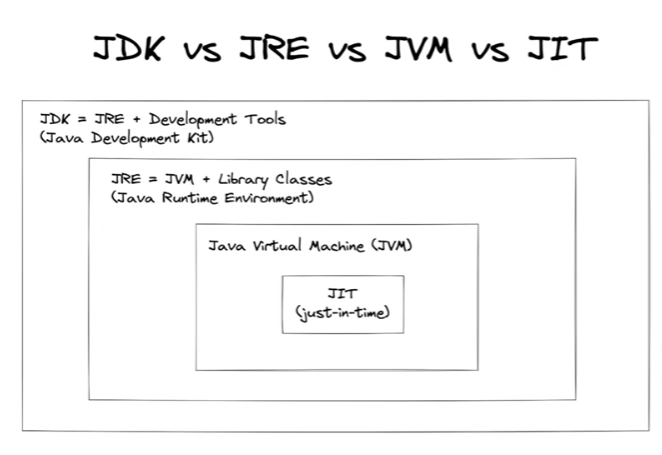 JDK vs JRE vs JVM vs JIT
JDK = JRE + Development Tools
(Java Development Kit)
JRE = JVM + Library Classes
(Java Runtime Environment)
Java Virtual Machine (JVM)
JIT
(just-in-time)